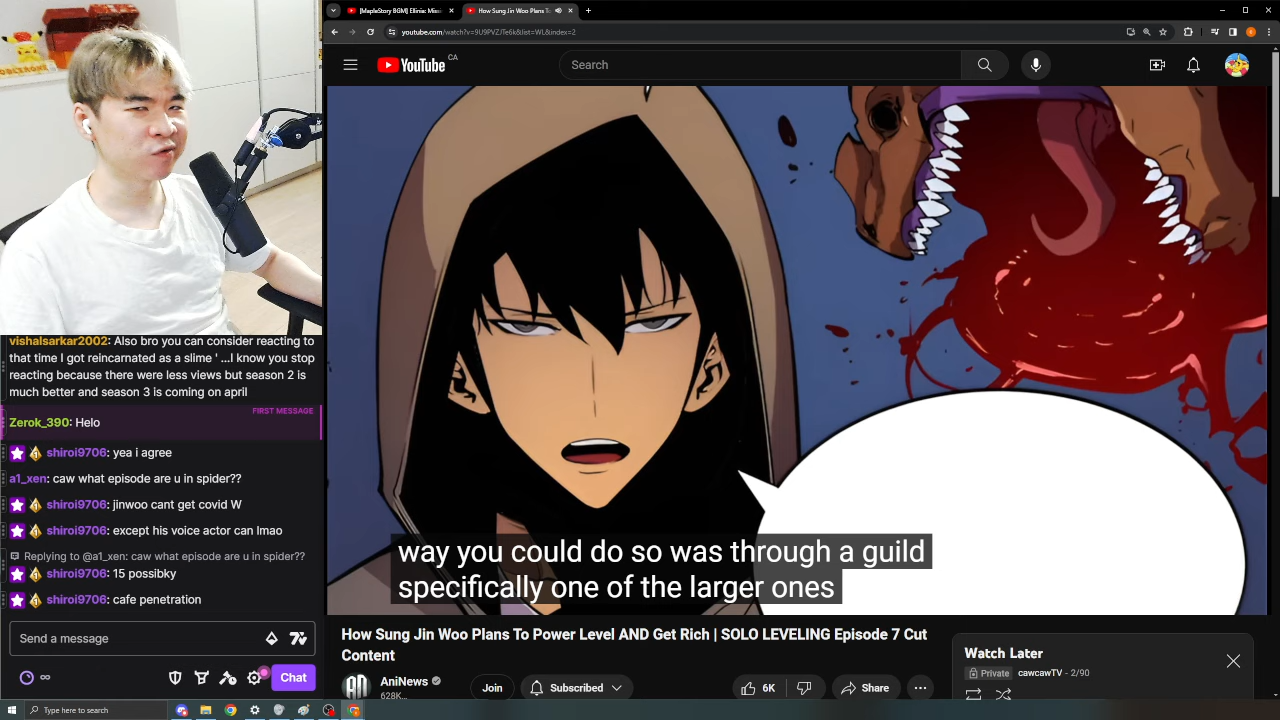 [MapleStory BGM] Ellinia: Missi
How Sung Jin Woo Plans To
youtube.com/watch?v=9U9PVZJTe6k&list=WL&index=2
YouTube CA
Search
vishalsarkar2002: Also bro you can consider reacting to
that time I got reincarnated as a slime ' ...I know you stop
reacting because there were less views but season 2 is
much better and season 3 is coming on april
FIRST MESSAGE
Zerok_390: Helo
shiroi9706: yea i agree
a1_xen: caw what episode are u in spider??
shiroi9706: jinwoo cant get covid W
shiroi9706: except his voice actor can lmao
Replying to @a1_xen: caw what episode are u in spider??
shiroi9706: 15 possibky
shiroi9706: cafe penetration
Send a message
Chat
way you could do so was through a guild
specifically one of the larger ones
How Sung Jin Woo Plans To Power Level AND Get Rich | SOLO LEVELING Episode 7 Cut
Content
AniNews
628K...
Join
Subscribed
6K
Share
Watch Later
Private cawcawTV - 2/90
Type here to search